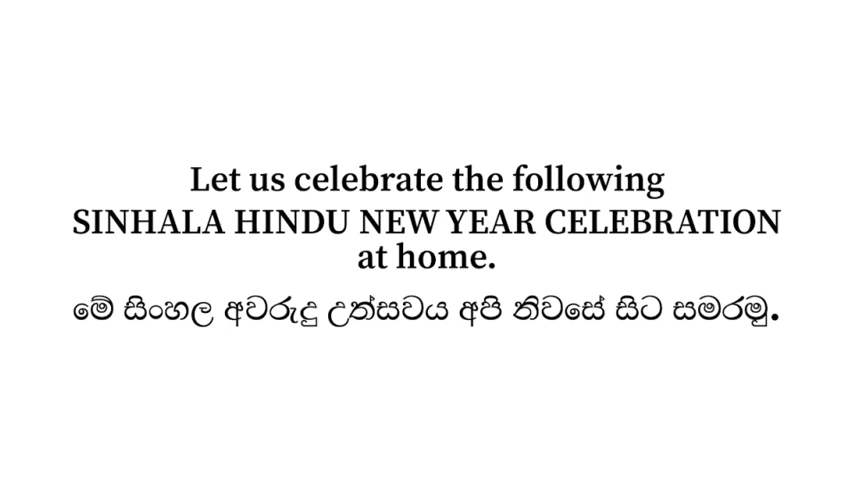 Let us celebrate the following
SINHALA HINDU NEW YEAR CELEBRATION
at home.
මේ සිංහල අවරුදු උත්සවය අපි නිවසේ සිට සමරමු.